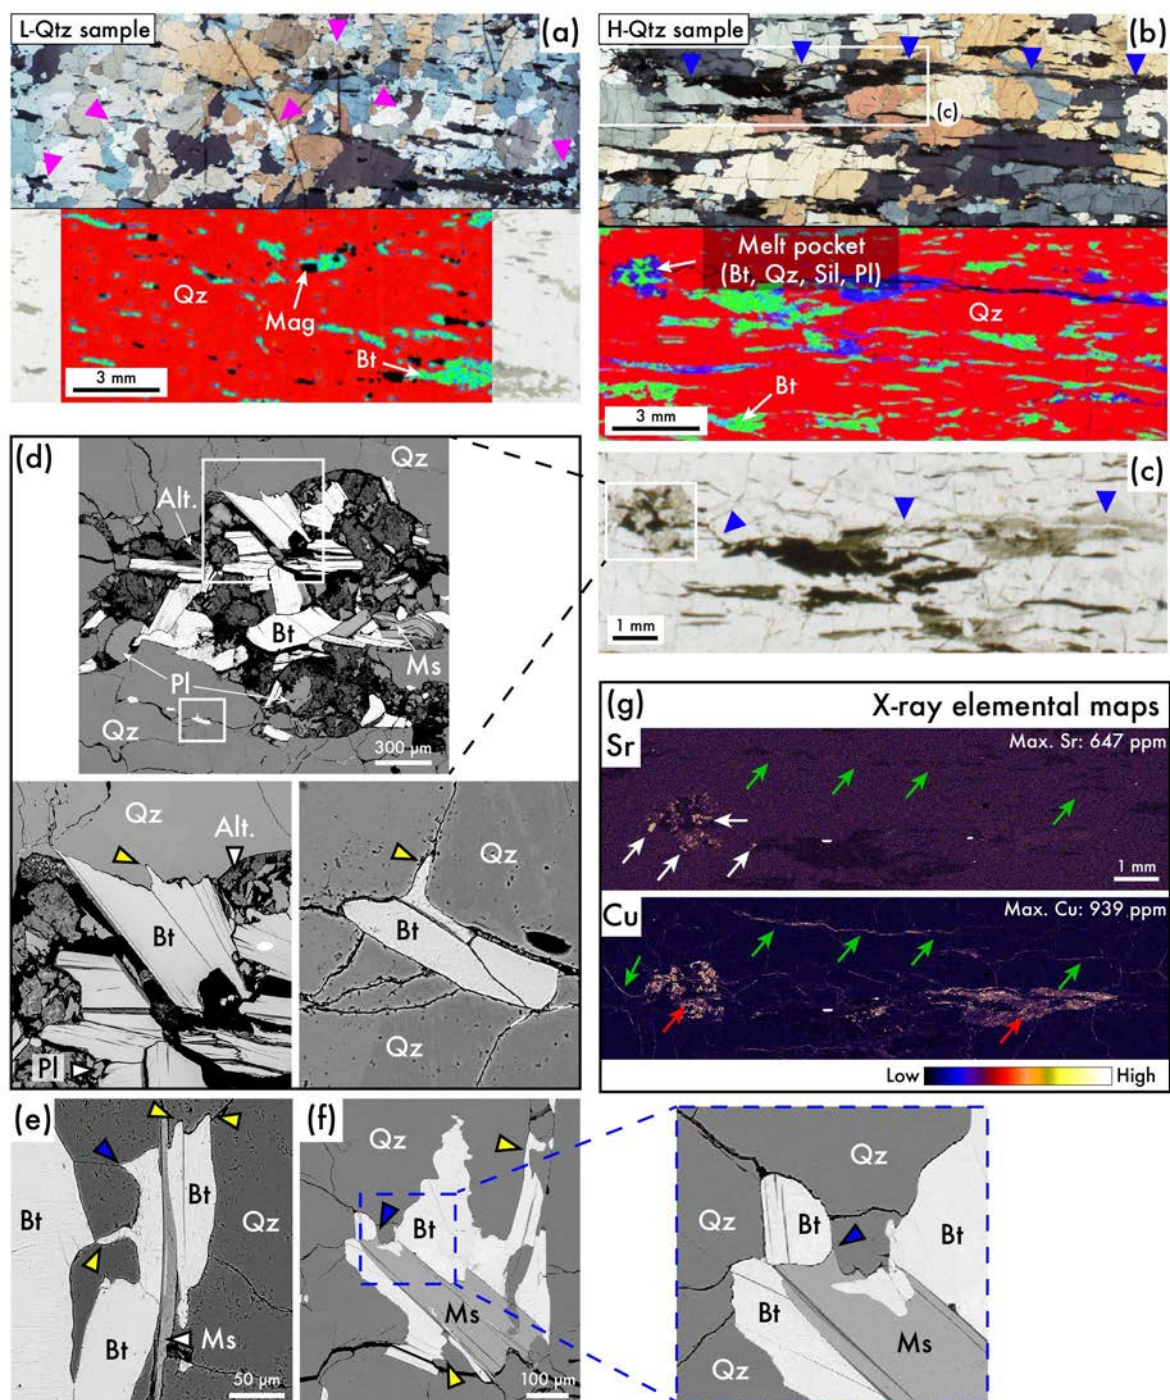 L-Qtz sample
(a)
Qz
Mag
Bt
3 mm
H-Qtz sample
(b)
(c)
Melt pocket
(Bt, Qz, Sil, Pl)
Qz
Bt
3 mm
(c)
1 mm
(d)
Qz
Alt.
Bt
Ms
Pl
Qz
300 µm
Qz
Alt.
Bt
Pl
Qz
Bt
Qz
(g)
X-ray elemental maps
Sr
Max. Sr: 647 ppm
1 mm
Cu
Max. Cu: 939 ppm
Low
High
(e)
Bt
Bt
Qz
Bt
Ms
50 µm
(f)
Qz
Bt
Ms
100 µm
Qz
Qz
Bt
Bt
Bt
Ms
Qz